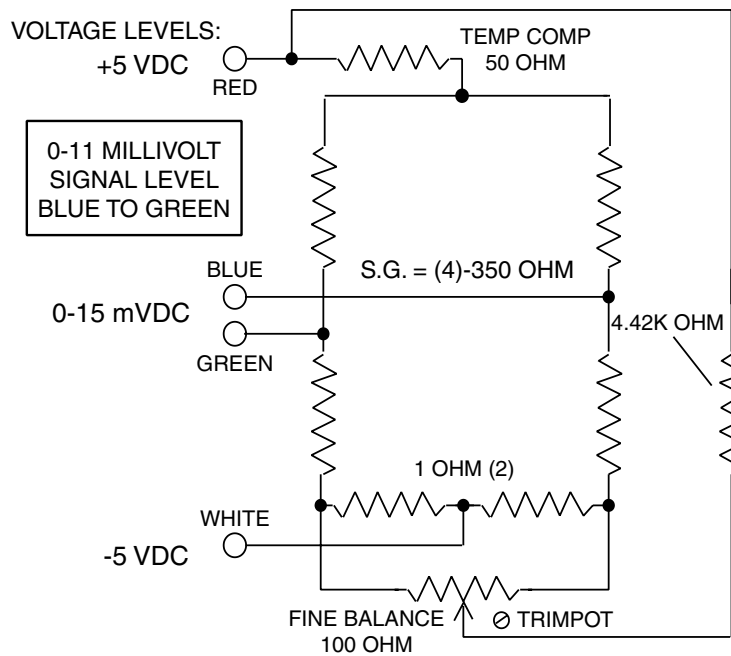 VOLTAGE LEVELS:
+5 VDC
RED
TEMP COMP
50 OHM
0-11 MILLIVOLT
SIGNAL LEVEL
BLUE TO GREEN
BLUE
S.G. = (4)-350 OHM
0-15 mVDC
4.42K OHM
GREEN
1 OHM (2)
WHITE
-5 VDC
FINE BALANCE
100 OHM
TRIMPOT